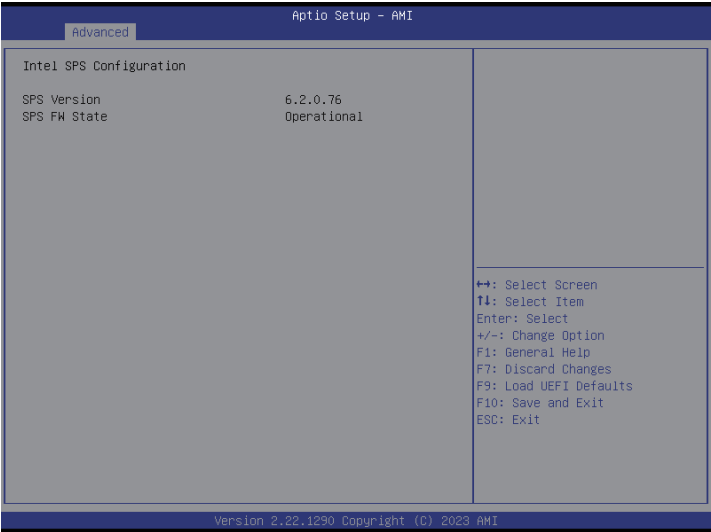 Aptio Setup - AMI
Advanced
Intel SPS Configuration
SPS Version 6.2.0.76
SPS FW State Operational
↔: Select Screen
↑↓: Select Item
Enter: Select
+/-: Change Option
F1: General Help
F7: Discard Changes
F9: Load UEFI Defaults
F10: Save and Exit
ESC: Exit
Version 2.22.1290 Copyright (C) 2023 AMI